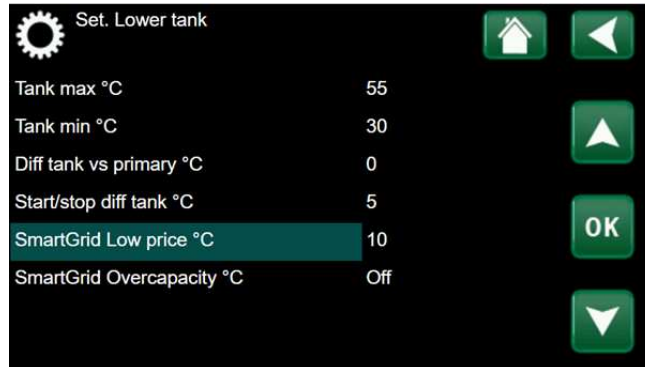 Set. Lower tank
Tank max °C 55
Tank min °C 30
Diff tank vs primary °C 0
Start/stop diff tank °C 5
SmartGrid Low price °C 10
OK
SmartGrid Overcapacity °C Off